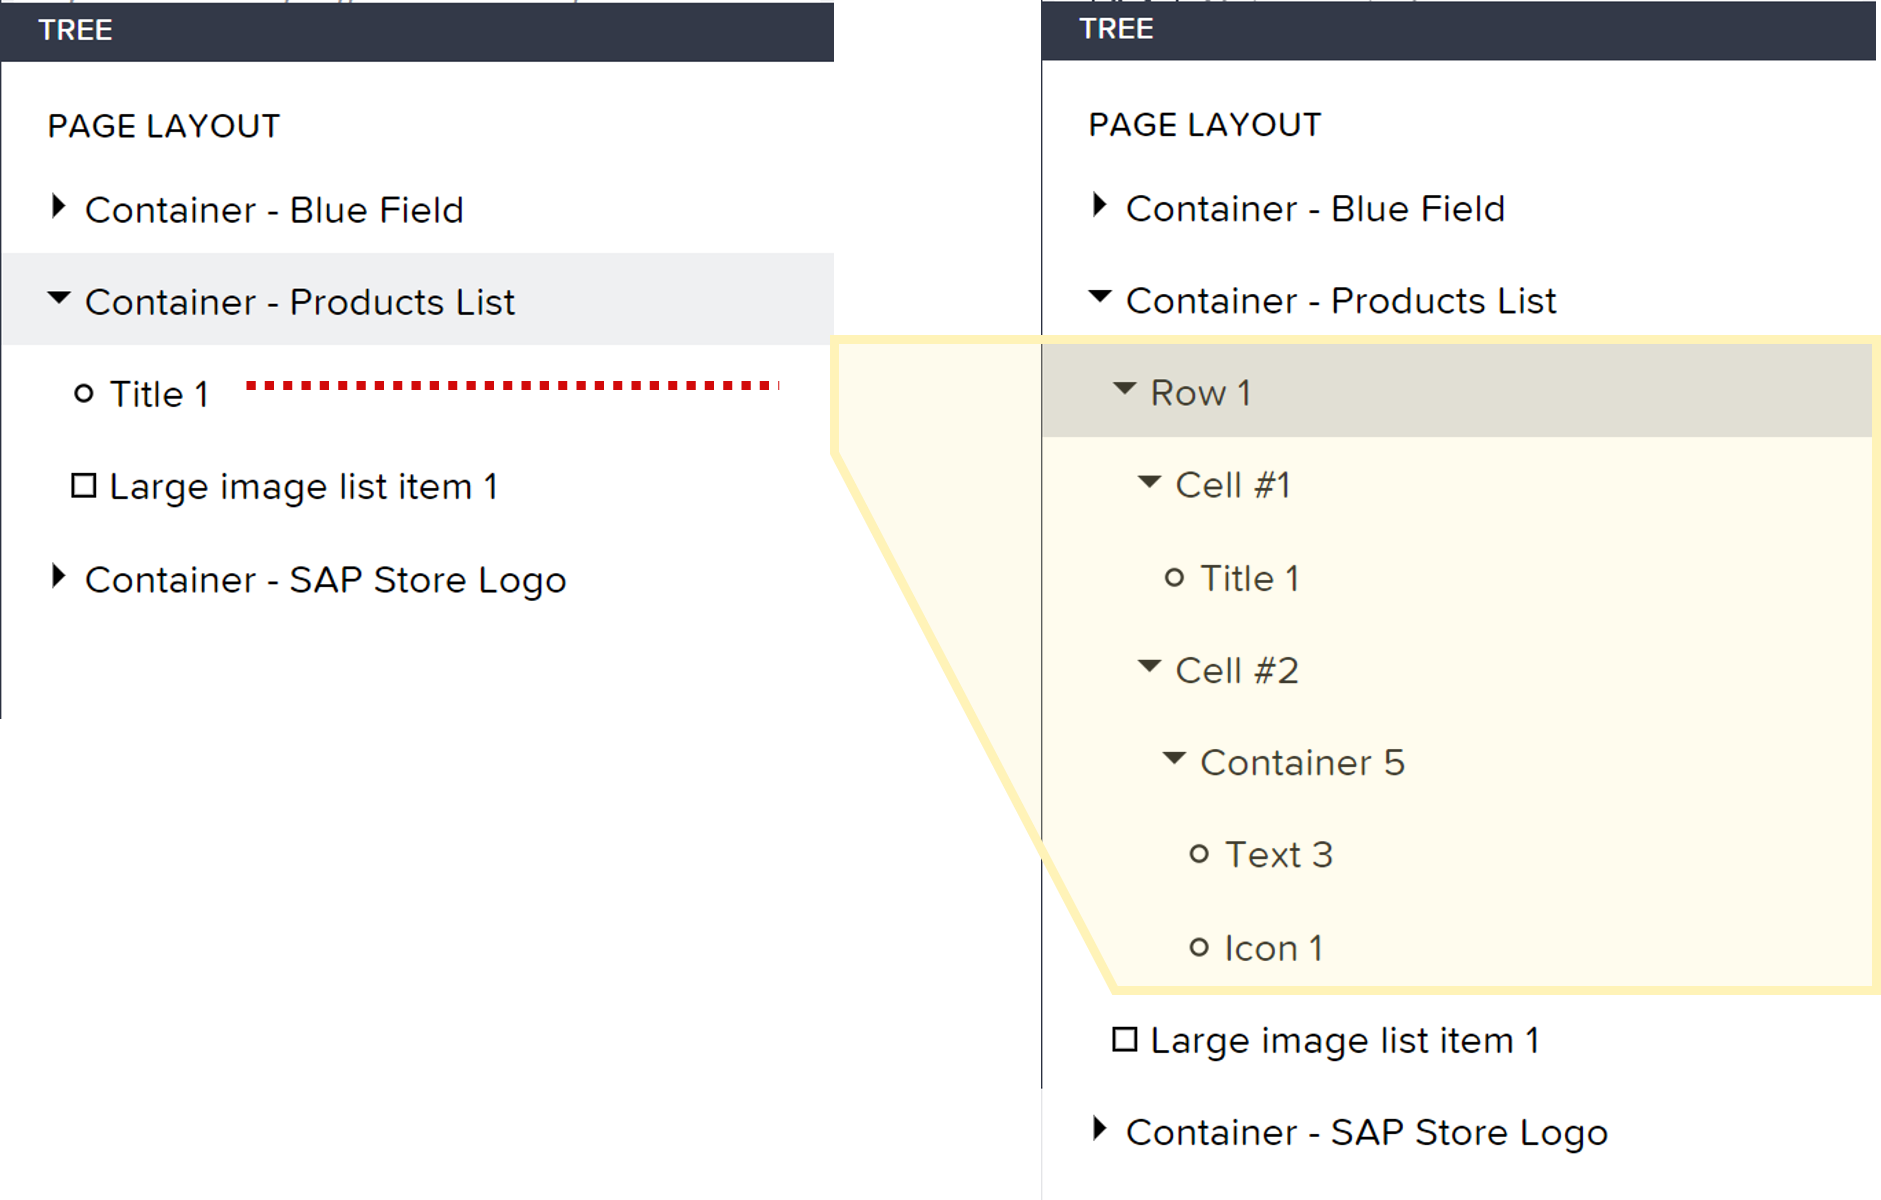 TREE
PAGE LAYOUT
Container - Blue Field
Container - Products List
Title 1
Large image list item 1
Container - SAP Store Logo
TREE
PAGE LAYOUT
Container - Blue Field
Container - Products List
Row 1
Cell #1
Title 1
Cell #2
Container 5
Text 3
Icon 1
Large image list item 1
Container - SAP Store Logo